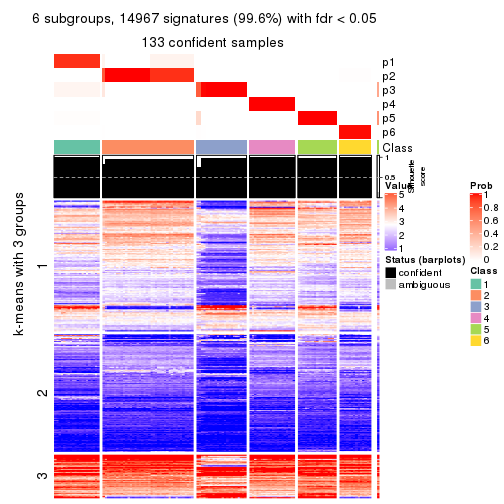 6 subgroups, 14967 signatures (99.6%) with fdr < 0.05
133 confident samples
p1
p2
p3
p4
p5
p6
Class
1
0.5
0
Silhouette
score
k-means with 3 groups
1
2
3
Value
5
4
3
2
1
Status (barplots)
confident
ambiguous
Prob
1
0.8
0.6
0.4
0.2
0
Class
1
2
3
4
5
6